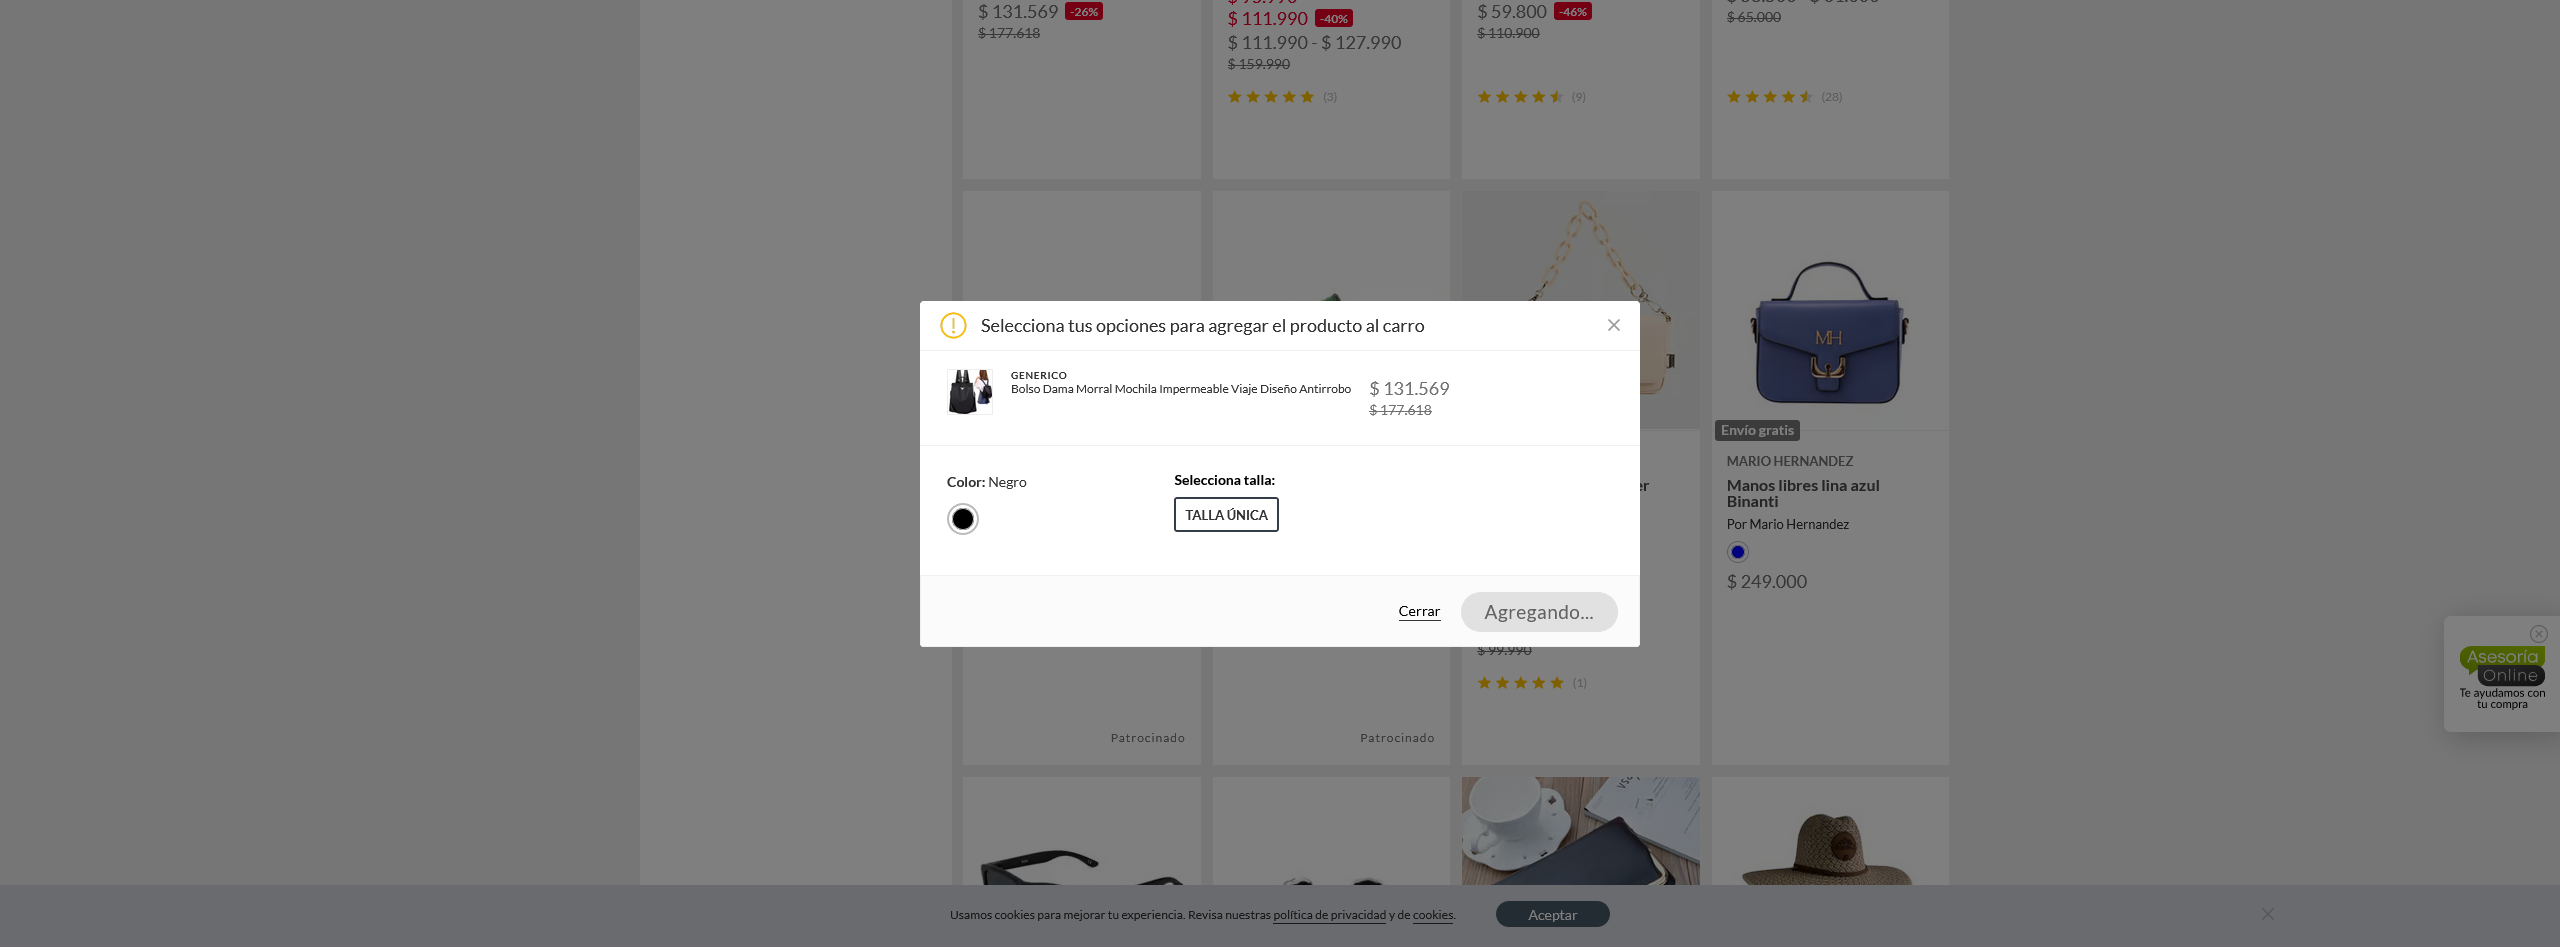 $ 131.569 -26%
$ 177.618
$ 111.990 -40%
$ 111.990 - $ 127.990
$ 159.990
(3)
$ 59.800 -46%
$ 110.900
(9)
$ 65.000
(28)
Selecciona tus opciones para agregar el producto al carro
GENERICO
Bolso Dama Morral Mochila Impermeable Viaje Diseño Antirrobo
$ 131.569
$ 177.618
Color: Negro
Selecciona talla:
TALLA ÚNICA
Cerrar
Agregando...
$ 99.990
(1)
Patrocinado
Patrocinado
MH
Envío gratis
MARIO HERNANDEZ
Manos libres lina azul
Binanti
Por Mario Hernandez
$ 249.000
Asesoría
Online
Te ayudamos con
tu compra
Usamos cookies para mejorar tu experiencia. Revisa nuestras política de privacidad y de cookies.
Aceptar